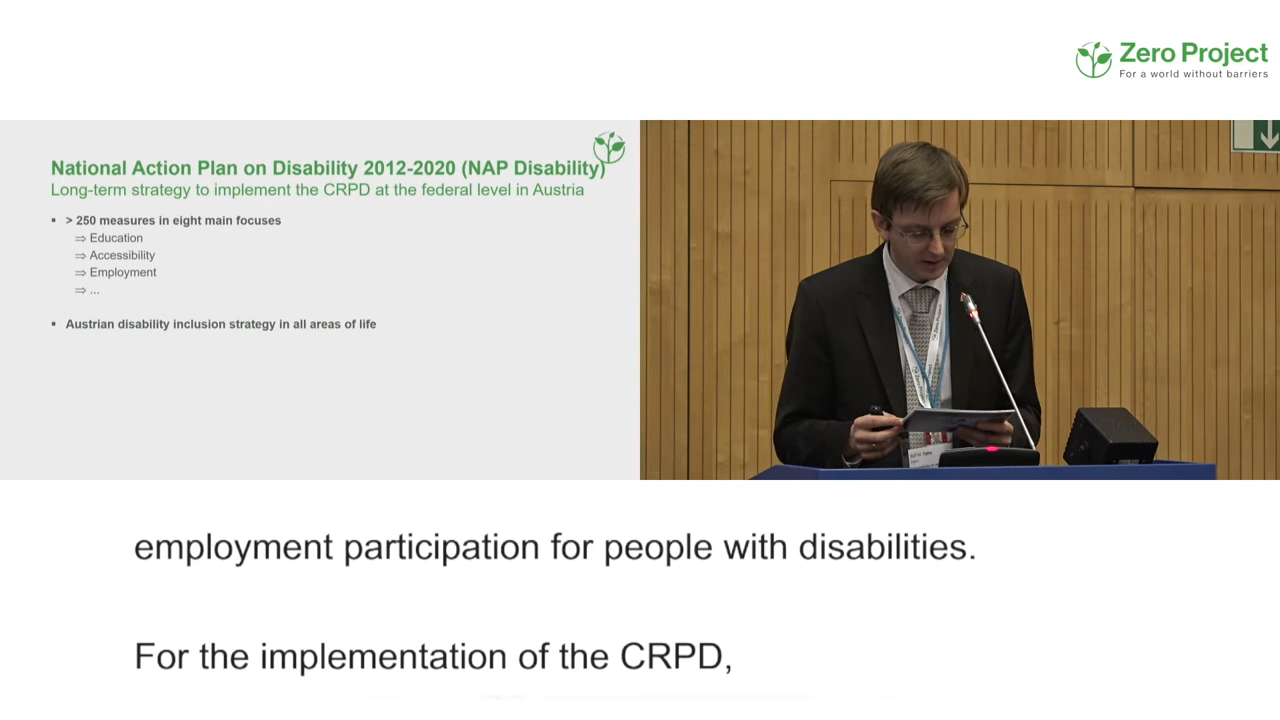 Zero Project
For a world without barriers
National Action Plan on Disability 2012-2020 (NAP Disability)
Long-term strategy to implement the CRPD at the federal level in Austria
▪ > 250 measures in eight main focuses
⇒ Education
⇒ Accessibility
⇒ Employment
⇒ ...
▪ Austrian disability inclusion strategy in all areas of life
employment participation for people with disabilities.
For the implementation of the CRPD,